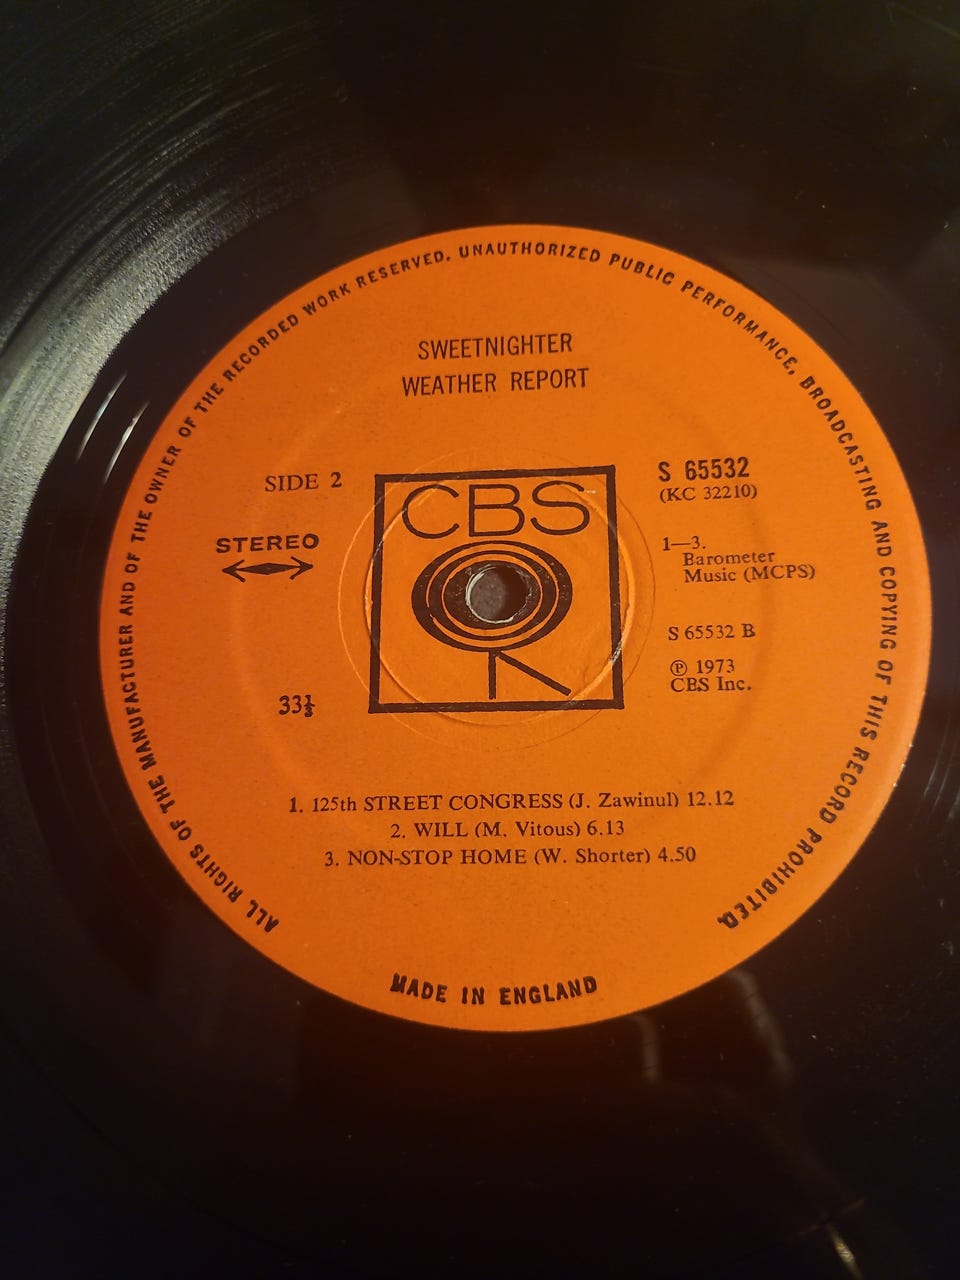 ALL RIGHTS OF THE MANUFACTURER AND OF THE OWNER OF THE RECORDED WORK RESERVED. UNAUTHORIZED PUBLIC PERFORMANCE, BROADCASTING AND COPYING OF THIS RECORD PROHIBITED.
SWEETNIGHTER
WEATHER REPORT
SIDE 2
STEREO
33⅓
CBS
S 65532
(KC 32210)
1—3.
Barometer
Music (MCPS)
S 65532 B
℗ 1973
CBS Inc.
1. 125th STREET CONGRESS (J. Zawinul) 12.12
2. WILL (M. Vitous) 6.13
3. NON-STOP HOME (W. Shorter) 4.50
MADE IN ENGLAND